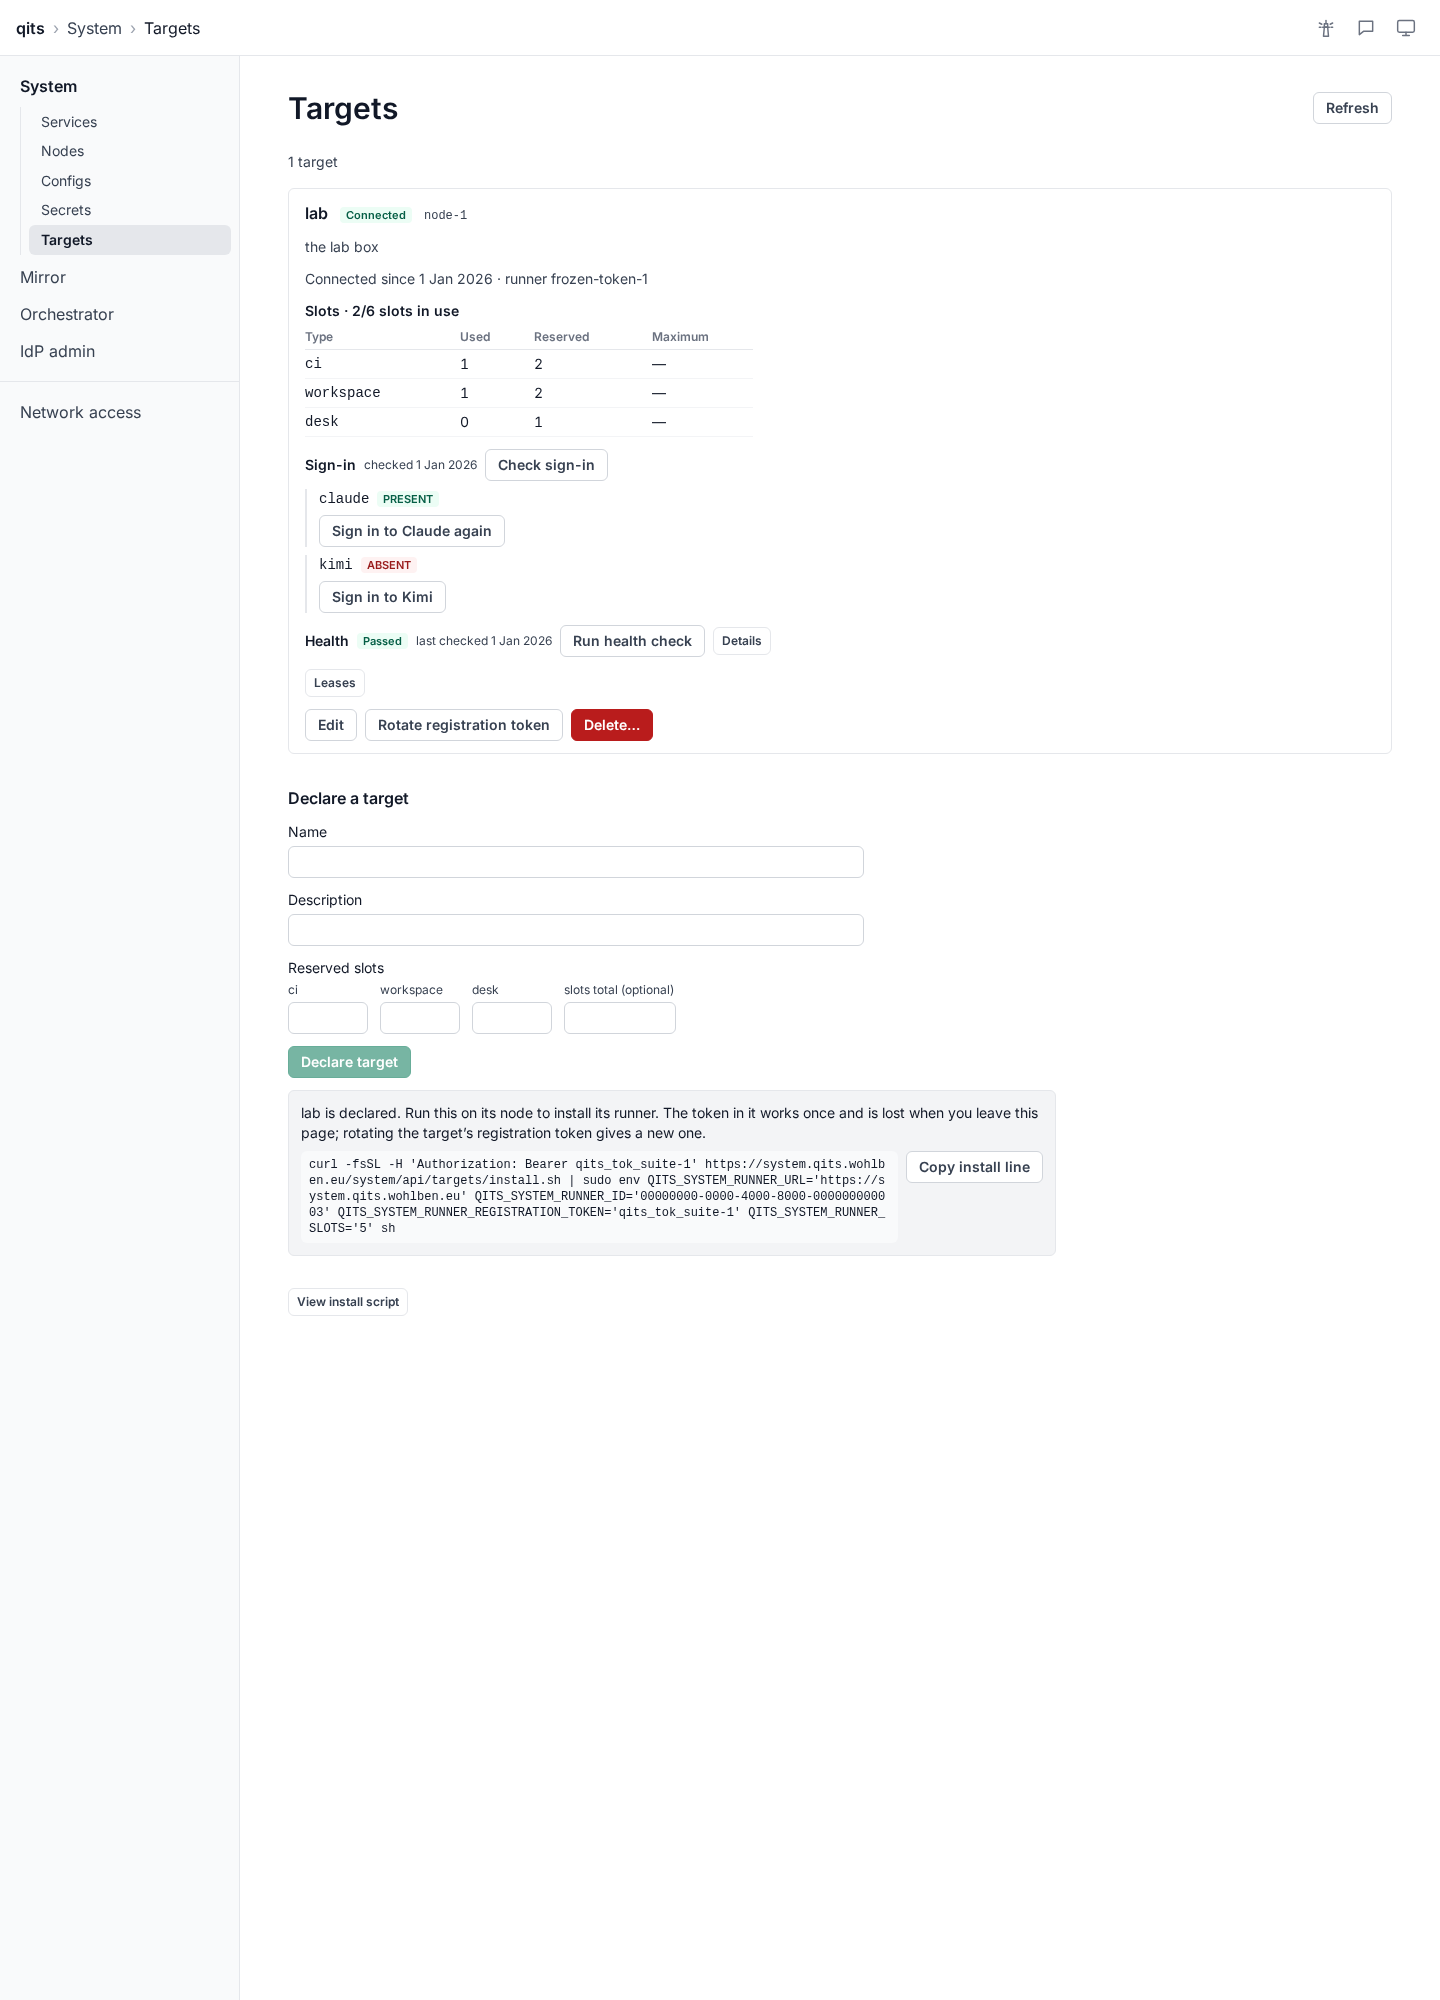 qits › System › Targets
System
Services
Nodes
Configs
Secrets
Targets
Mirror
Orchestrator
IdP admin
Network access
Targets
Refresh
1 target
lab Connected node-1
the lab box
Connected since 1 Jan 2026 · runner frozen-token-1
Slots · 2/6 slots in use
Type Used Reserved Maximum
ci 1 2 —
workspace 1 2 —
desk 0 1 —
Sign-in checked 1 Jan 2026 Check sign-in
claude PRESENT
Sign in to Claude again
kimi ABSENT
Sign in to Kimi
Health Passed last checked 1 Jan 2026 Run health check Details
Leases
Edit Rotate registration token Delete…
Declare a target
Name
Description
Reserved slots
ci workspace desk slots total (optional)
Declare target
lab is declared. Run this on its node to install its runner. The token in it works once and is lost when you leave this
page; rotating the target’s registration token gives a new one.
curl -fsSL -H 'Authorization: Bearer qits_tok_suite-1' https://system.qits.wohlb
en.eu/system/api/targets/install.sh | sudo env QITS_SYSTEM_RUNNER_URL='https://s
ystem.qits.wohlben.eu' QITS_SYSTEM_RUNNER_ID='00000000-0000-4000-8000-0000000000
03' QITS_SYSTEM_RUNNER_REGISTRATION_TOKEN='qits_tok_suite-1' QITS_SYSTEM_RUNNER_
SLOTS='5' sh
Copy install line
View install script